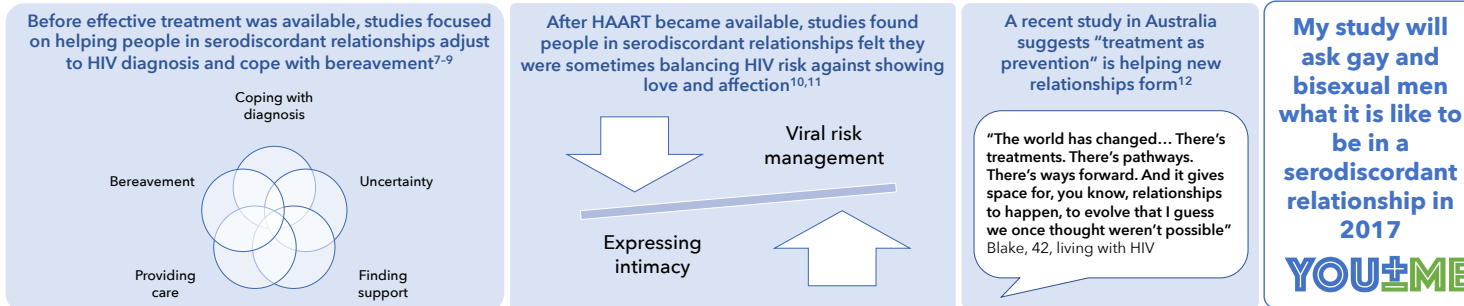 Before effective treatment was available, studies focused
on helping people in serodiscordant relationships adjust
to HIV diagnosis and cope with bereavement7-9
Coping with
diagnosis
Bereavement
Uncertainty
Providing
care
Finding
support
After HAART became available, studies found
people in serodiscordant relationships felt they
were sometimes balancing HIV risk against showing
love and affection10,11
Viral risk
management
Expressing
intimacy
A recent study in Australia
suggests “treatment as
prevention” is helping new
relationships form12
“The world has changed… There’s
treatments. There’s pathways.
There’s ways forward. And it gives
space for, you know, relationships
to happen, to evolve that I guess
we once thought weren’t possible”
Blake, 42, living with HIV
My study will
ask gay and
bisexual men
what it is like to
be in a
serodiscordant
relationship in
2017
YOU±ME